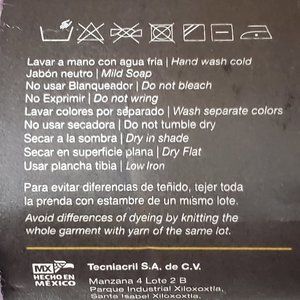 Lavar a mano con agua fría | Hand wash cold
Jabón neutro | Mild Soap
No usar Blanqueador | Do not bleach
No Exprimir | Do not wring
Lavar colores por separado | Wash separate colors
No usar secadora | Do not tumble dry
Secar a la sombra | Dry in shade
Secar en superficie plana | Dry Flat
Usar plancha tibia | Low Iron
Para evitar diferencias de teñido, tejer toda
la prenda con estambre de un mismo lote.
Avoid differences of dyeing by knitting the
whole garment with yarn of the same lot.
MX
HECHO EN
MÉXICO
Tecniacril S.A. de C.V.
Manzana 4 Lote 2 B
Parque Industrial Xiloxoxtla,
Santa Isabel Xiloxoxtla,